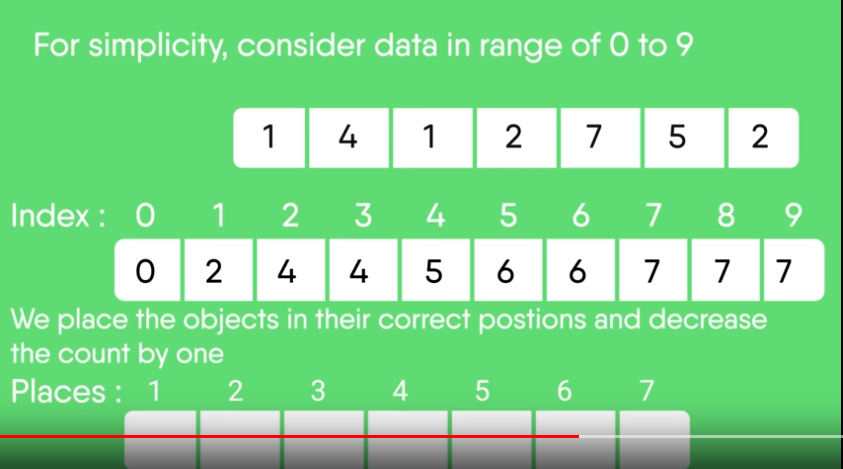 For simplicity, consider data in range of 0 to 9
1 4 1 2 7 5 2
Index : 0 1 2 3 4 5 6 7 8 9
0 2 4 4 5 6 6 7 7 7
We place the objects in their correct postions and decrease
the count by one
Places : 1 2 3 4 5 6 7